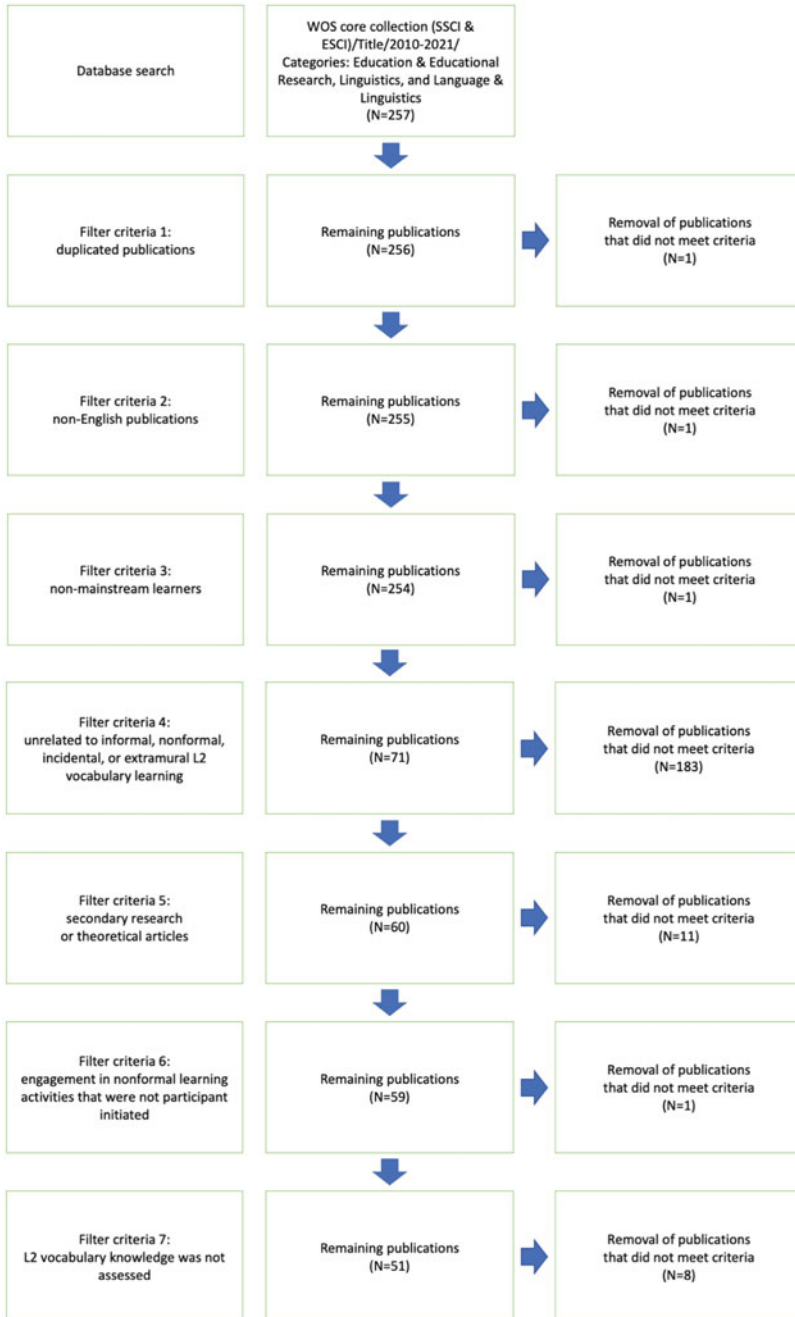 Database search
WOS core collection (SSCI &
ESCI)/Title/2010-2021/
Categories: Education & Educational
Research, Linguistics, and Language &
Linguistics
(N=257)
Filter criteria 1:
duplicated publications
Remaining publications
(N=256)
Removal of publications
that did not meet criteria
(N=1)
Filter criteria 2:
non-English publications
Remaining publications
(N=255)
Removal of publications
that did not meet criteria
(N=1)
Filter criteria 3:
non-mainstream learners
Remaining publications
(N=254)
Removal of publications
that did not meet criteria
(N=1)
Filter criteria 4:
unrelated to informal, nonformal,
incidental, or extramural L2
vocabulary learning
Remaining publications
(N=71)
Removal of publications
that did not meet criteria
(N=183)
Filter criteria 5:
secondary research
or theoretical articles
Remaining publications
(N=60)
Removal of publications
that did not meet criteria
(N=11)
Filter criteria 6:
engagement in nonformal learning
activities that were not participant
initiated
Remaining publications
(N=59)
Removal of publications
that did not meet criteria
(N=1)
Filter criteria 7:
L2 vocabulary knowledge was not
assessed
Remaining publications
(N=51)
Removal of publications
that did not meet criteria
(N=8)